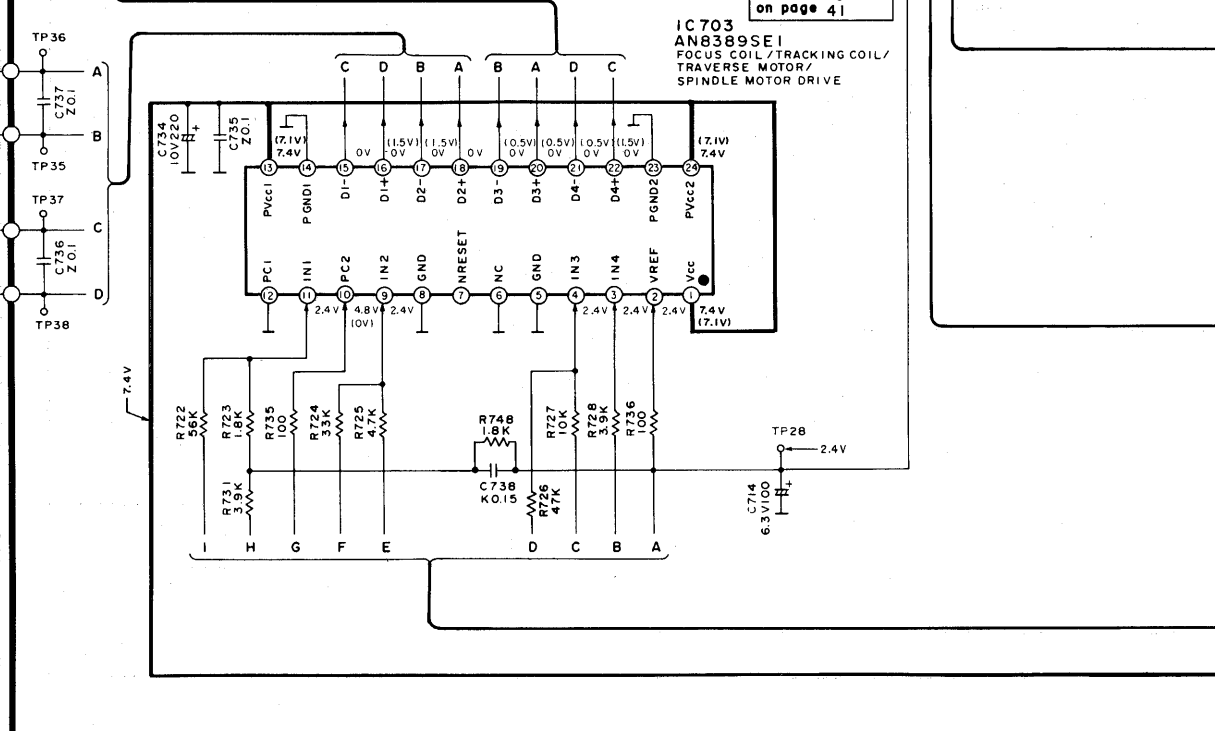 on page 41
IC703
AN8389SE1
FOCUS COIL/TRACKING COIL/
TRAVERSE MOTOR/
SPINDLE MOTOR DRIVE
TP36
A
C737
Z0.1
B
TP35
TP37
C
C736
Z0.1
D
TP38
C D B A B A D C
C734
10V220
+
C735
Z0.1
(7.1V)
7.4V
0V
(1.5V)
0V
(1.5V)
0V
0V
(0.5V)
0V
(0.5V)
0V
(0.5V)
0V
(1.5V)
0V
(7.1V)
7.4V
13 14 15 16 17 18 19 20 21 22 23 24
PVcc1 PGND1 D1- D1+ D2- D2+ D3- D3+ D4- D4+ PGND2 PVcc2
PC1 IN1 PC2 IN2 GND NRESET NC GND IN3 IN4 VREF Vcc
12 11 10 9 8 7 6 5 4 3 2 1
2.4V
4.8V
(0V)
2.4V
2.4V
2.4V
2.4V
7.4V
(7.1V)
7.4V
R722
56K
R723
1.8K
R735
100
R724
33K
R725
4.7K
R748
1.8K
R727
10K
R728
3.9K
R736
100
TP28
2.4V
C738
K0.15
R731
3.9K
R726
47K
C714
6.3V100
+
I H G F E D C B A